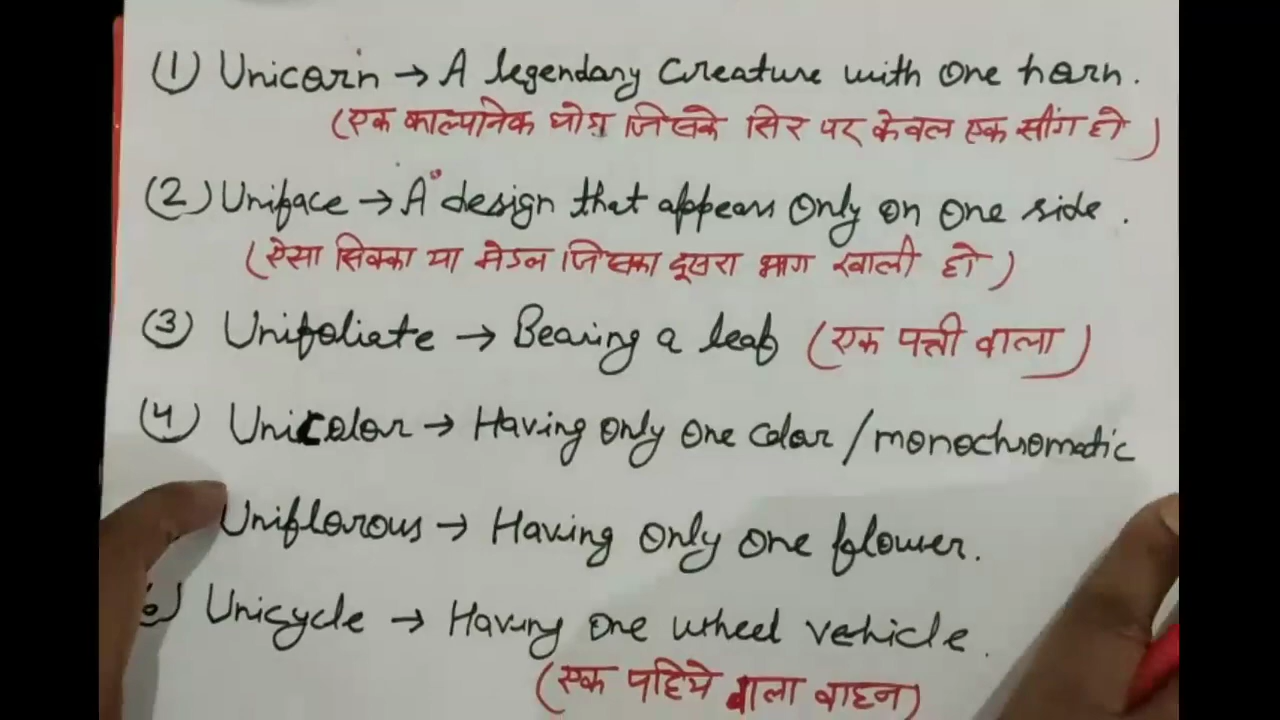 (1) Unicorn → A legendary creature with one horn.
(एक काल्पनिक घोड़ा जिसके सिर पर केवल एक सींग हो)
(2) Uniface → A design that appears only on one side.
(ऐसा सिक्का या मेडल जिसका दूसरा भाग खाली हो)
(3) Unifoliate → Bearing a leaf (एक पत्ती वाला)
(4) Unicolor → Having only one color / monochromatic
Uniflorous → Having only one flower.
Unicycle → Having one wheel vehicle.
(एक पहिये वाला वाहन)